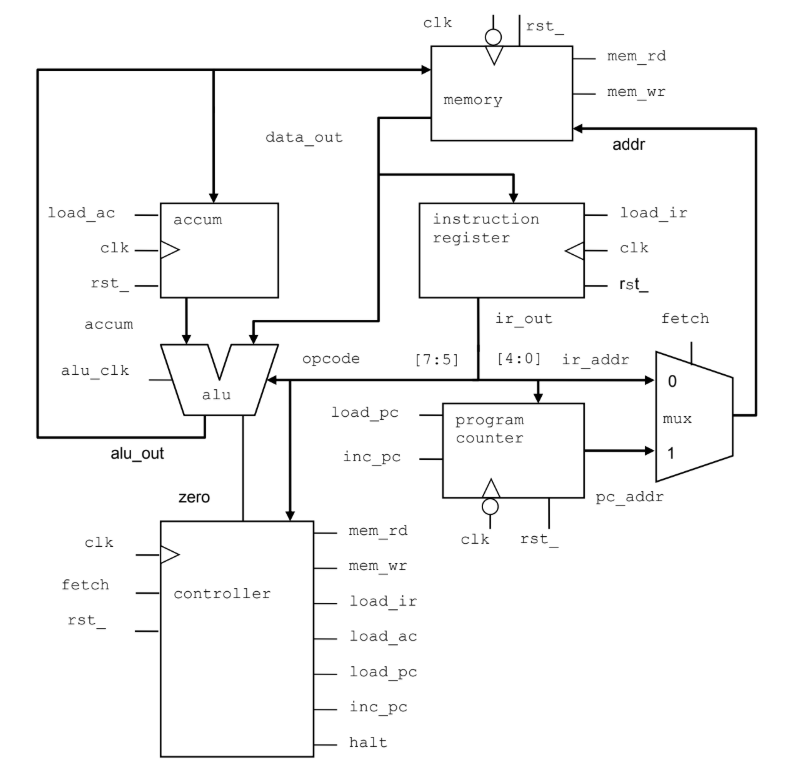 clk
rst_
mem_rd
memory
mem_wr
data_out
addr
load_ac
accum
clk
rst_
instruction
register
load_ir
clk
rst_
accum
ir_out
fetch
alu_clk
alu
opcode
[7:5]
[4:0]
ir_addr
0
mux
1
load_pc
program
counter
inc_pc
pc_addr
alu_out
zero
clk
rst_
clk
fetch
rst_
controller
mem_rd
mem_wr
load_ir
load_ac
load_pc
inc_pc
halt